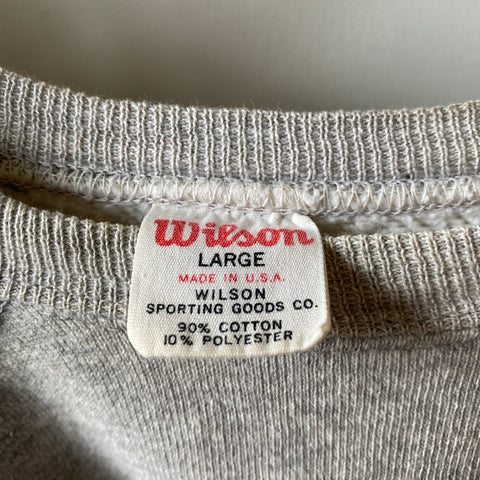 Wilson
LARGE
MADE IN U.S.A.
WILSON
SPORTING GOODS CO.
90% COTTON
10% POLYESTER